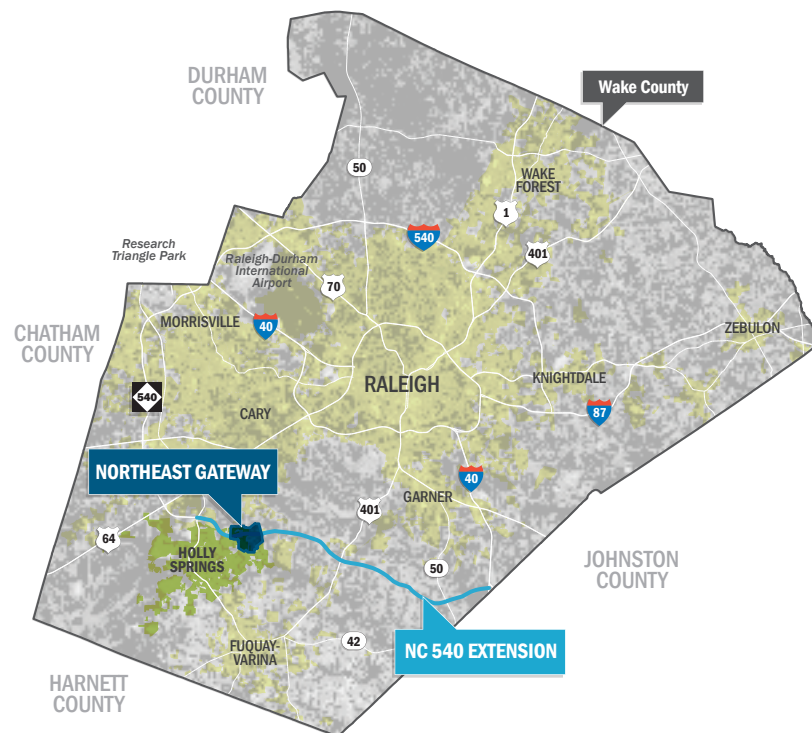 DURHAM
COUNTY
Wake County
50
WAKE
FOREST
1
540
401
Research
Triangle Park
Raleigh-Durham
International
Airport
70
MORRISVILLE
40
CHATHAM
COUNTY
ZEBULON
RALEIGH
KNIGHTDALE
540
CARY
87
NORTHEAST GATEWAY
GARNER
40
401
64
HOLLY
SPRINGS
50
JOHNSTON
COUNTY
FUQUAY-
VARINA
42
NC 540 EXTENSION
HARNETT
COUNTY